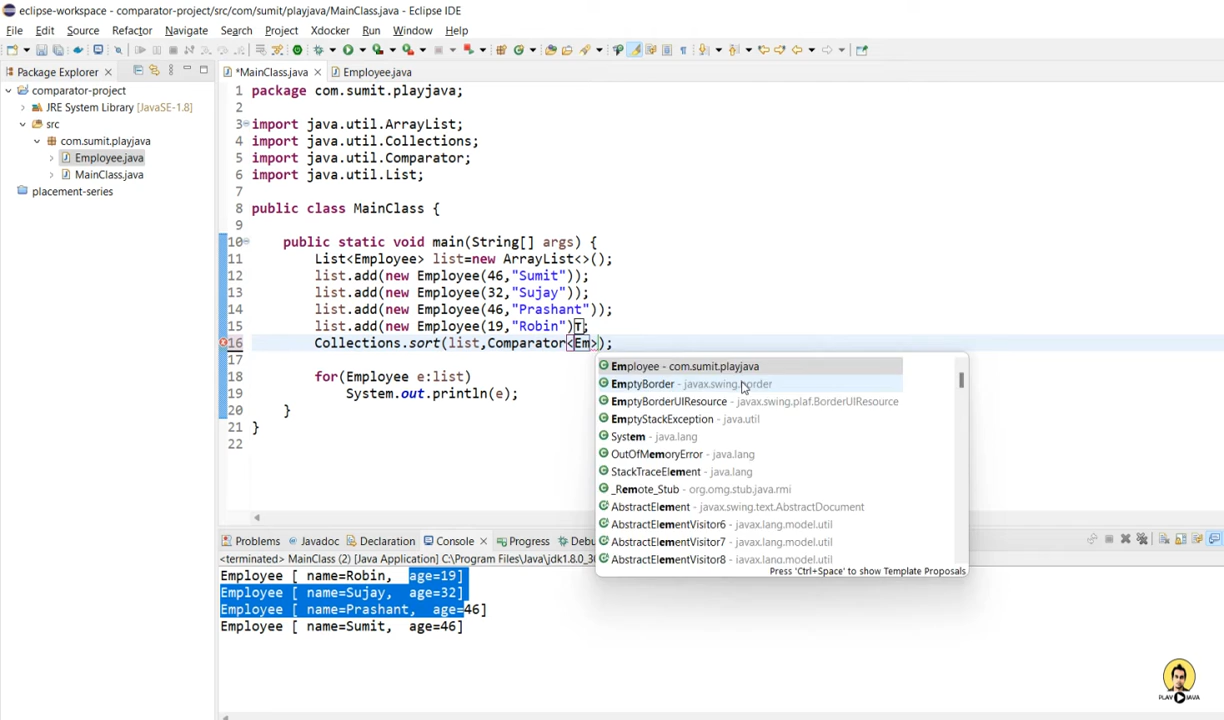 eclipse-workspace - comparator-project/src/com/sumit/playjava/MainClass.java - Eclipse IDE
File Edit Source Refactor Navigate Search Project Xdocker Run Window Help
Package Explorer
*MainClass.java
Employee.java
comparator-project
JRE System Library [JavaSE-1.8]
src
com.sumit.playjava
Employee.java
MainClass.java
placement-series
1 package com.sumit.playjava;
2
3 import java.util.ArrayList;
4 import java.util.Collections;
5 import java.util.Comparator;
6 import java.util.List;
7
8 public class MainClass {
9
10 public static void main(String[] args) {
11 List<Employee> list=new ArrayList<>();
12 list.add(new Employee(46,"Sumit"));
13 list.add(new Employee(32,"Sujay"));
14 list.add(new Employee(46,"Prashant"));
15 list.add(new Employee(19,"Robin")T;
16 Collections.sort(list,Comparator<Em>);
17
18 for(Employee e:list)
19 System.out.println(e);
20 }
21 }
22
Employee - com.sumit.playjava
EmptyBorder - javax.swing.border
EmptyBorderUIResource - javax.swing.plaf.BorderUIResource
EmptyStackException - java.util
System - java.lang
OutOfMemoryError - java.lang
StackTraceElement - java.lang
_Remote_Stub - org.omg.stub.java.rmi
AbstractElement - javax.swing.text.AbstractDocument
AbstractElementVisitor6 - javax.lang.model.util
AbstractElementVisitor7 - javax.lang.model.util
AbstractElementVisitor8 - javax.lang.model.util
Press 'Ctrl+Space' to show Template Proposals
Problems Javadoc Declaration Console Progress Debu
<terminated> MainClass (2) [Java Application] C:\Program Files\Java\jdk1.8.0_30
Employee [ name=Robin, age=19]
Employee [ name=Sujay, age=32]
Employee [ name=Prashant, age=46]
Employee [ name=Sumit, age=46]
PLAY JAVA